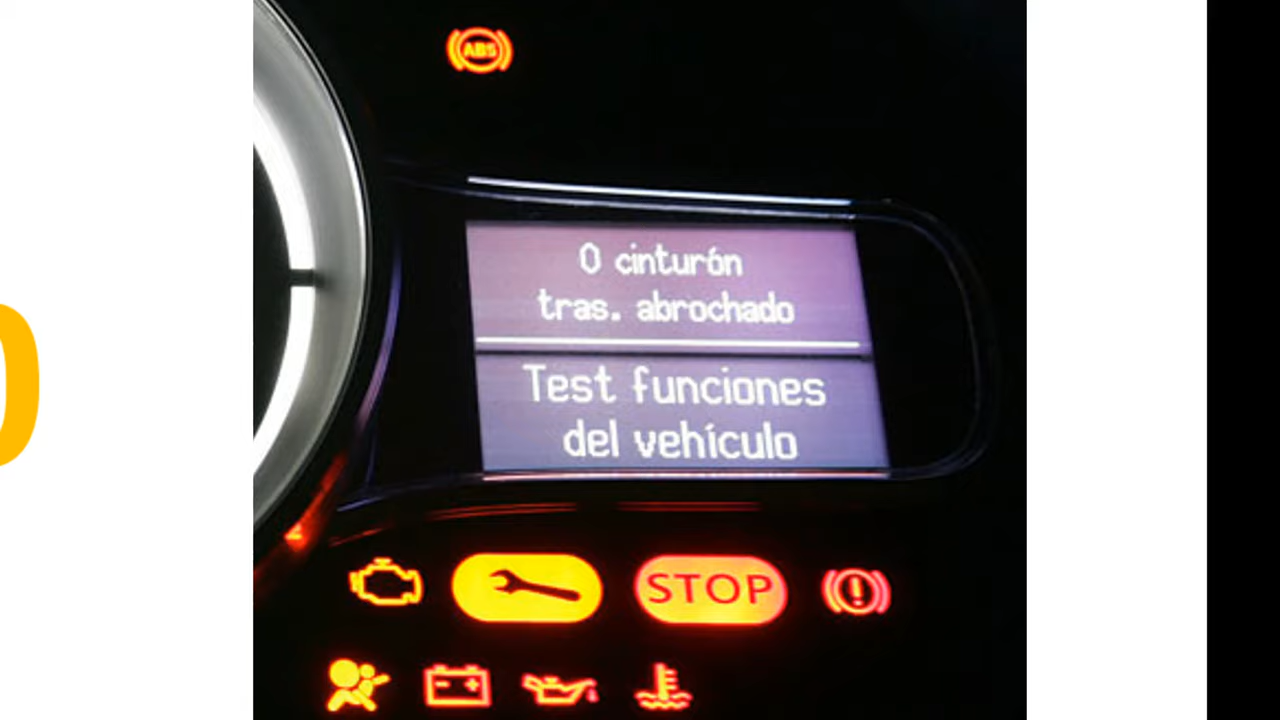 ABS
0 cinturón
tras. abrochado
Test funciones
del vehículo
STOP